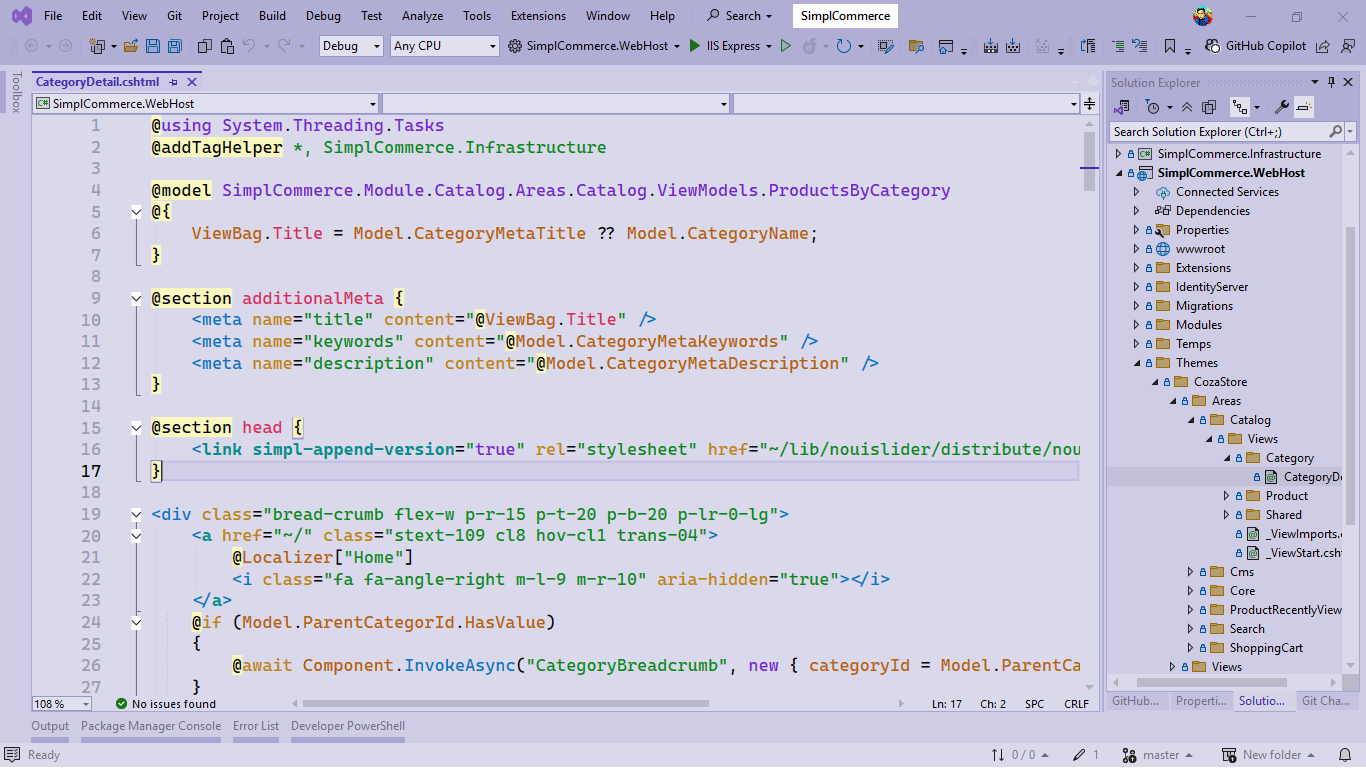 File Edit View Git Project Build Debug Test Analyze Tools Extensions Window Help Search SimplCommerce
Debug Any CPU SimplCommerce.WebHost IIS Express GitHub Copilot
Toolbox
CategoryDetail.cshtml
SimplCommerce.WebHost
1 @using System.Threading.Tasks
2 @addTagHelper *, SimplCommerce.Infrastructure
3
4 @model SimplCommerce.Module.Catalog.Areas.Catalog.ViewModels.ProductsByCategory
5 @{
6 ViewBag.Title = Model.CategoryMetaTitle ?? Model.CategoryName;
7 }
8
9 @section additionalMeta {
10 <meta name="title" content="@ViewBag.Title" />
11 <meta name="keywords" content="@Model.CategoryMetaKeywords" />
12 <meta name="description" content="@Model.CategoryMetaDescription" />
13 }
14
15 @section head {
16 <link simpl-append-version="true" rel="stylesheet" href="~/lib/nouislider/distribute/nou
17 }
18
19 <div class="bread-crumb flex-w p-r-15 p-t-20 p-b-20 p-lr-0-lg">
20 <a href="~/" class="stext-109 cl8 hov-cl1 trans-04">
21 @Localizer["Home"]
22 <i class="fa fa-angle-right m-l-9 m-r-10" aria-hidden="true"></i>
23 </a>
24 @if (Model.ParentCategorId.HasValue)
25 {
26 @await Component.InvokeAsync("CategoryBreadcrumb", new { categoryId = Model.ParentCa
27 }
108 % No issues found Ln: 17 Ch: 2 SPC CRLF
Output Package Manager Console Error List Developer PowerShell
Solution Explorer
Search Solution Explorer (Ctrl+;)
SimplCommerce.Infrastructure
SimplCommerce.WebHost
Connected Services
Dependencies
Properties
wwwroot
Extensions
IdentityServer
Migrations
Modules
Temps
Themes
CozaStore
Areas
Catalog
Views
Category
CategoryDe
Product
Shared
_ViewImports.c
_ViewStart.csht
Cms
Core
ProductRecentlyView
Search
ShoppingCart
Views
GitHub... Properti... Solutio... Git Cha...
Ready 0 / 0 1 master New folder